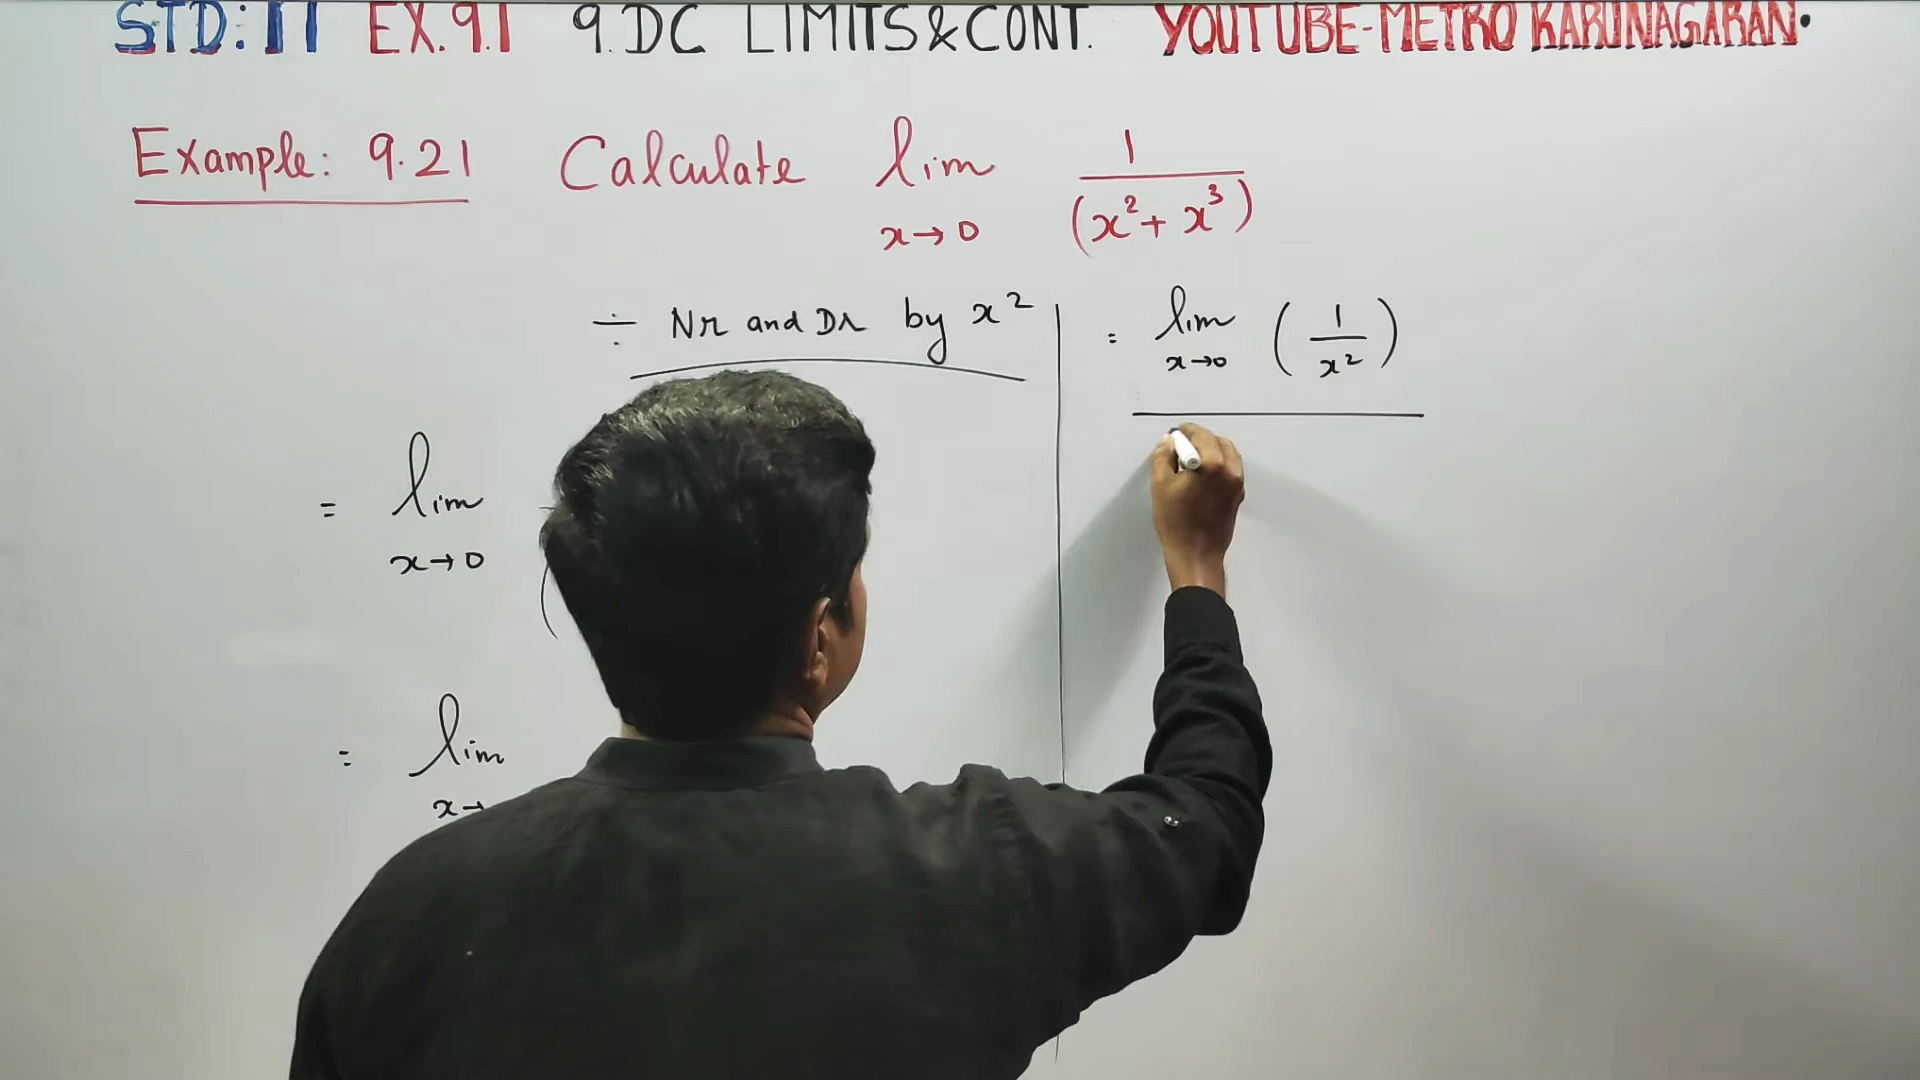 STD: 11 EX.9.1 9.DC LIMITS & CONT. YOUTUBE-METRO KARUNAGARAN.
Example: 9.21 Calculate lim x→0 1/(x²+x³)
÷ Nr and Dr by x²
= lim
x→0
(
= lim
x→
= lim x→0 (1/x²)